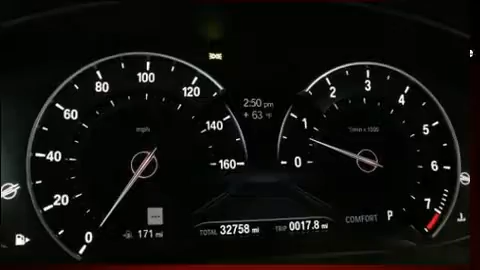 0 20 40 60 80 100 120 140 160
mph
2:50 pm
+ 63 °F
0 1 2 3 4 5 6 7
1/min x 1000
171 mi
TOTAL 32758 mi TRIP 0017.8 mi
COMFORT P